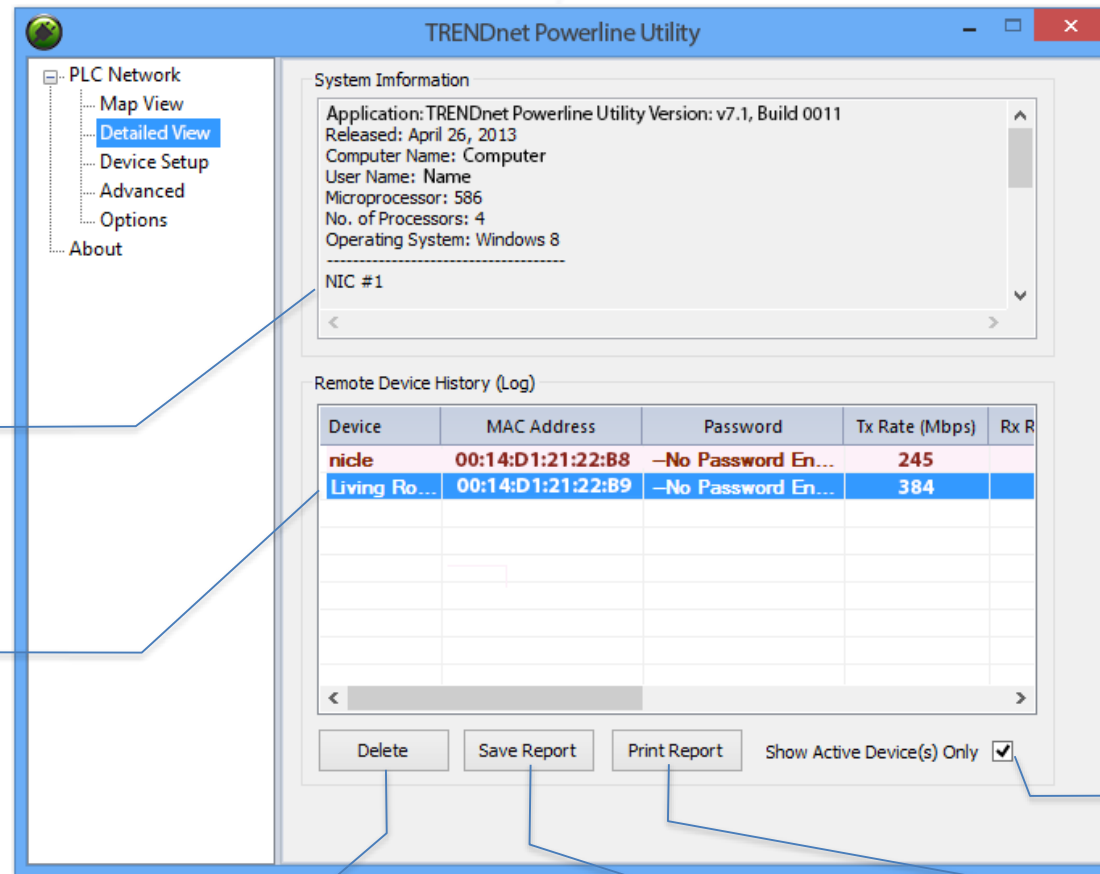 TRENDnet Powerline Utility
PLC Network
Map View
Detailed View
Device Setup
Advanced
Options
About
System Imformation
Application: TRENDnet Powerline Utility Version: v7.1, Build 0011
Released: April 26, 2013
Computer Name: Computer
User Name: Name
Microprocessor: 586
No. of Processors: 4
Operating System: Windows 8
-------------------------------------
NIC #1
Remote Device History (Log)
Device MAC Address Password Tx Rate (Mbps) Rx R
nicle 00:14:D1:21:22:B8 —No Password En... 245
Living Ro... 00:14:D1:21:22:B9 —No Password En... 384
Delete Save Report Print Report Show Active Device(s) Only